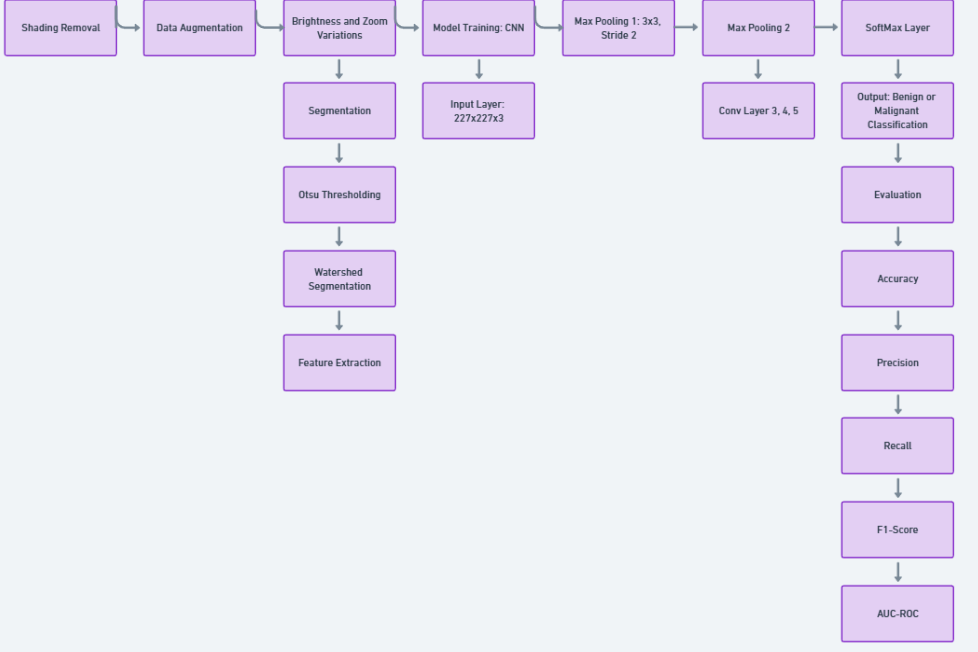 Shading Removal
Data Augmentation
Brightness and Zoom
Variations
Model Training: CNN
Max Pooling 1: 3x3,
Stride 2
Max Pooling 2
SoftMax Layer
Segmentation
Input Layer:
227x227x3
Conv Layer 3, 4, 5
Output: Benign or
Malignant
Classification
Otsu Thresholding
Evaluation
Watershed
Segmentation
Accuracy
Feature Extraction
Precision
Recall
F1-Score
AUC-ROC